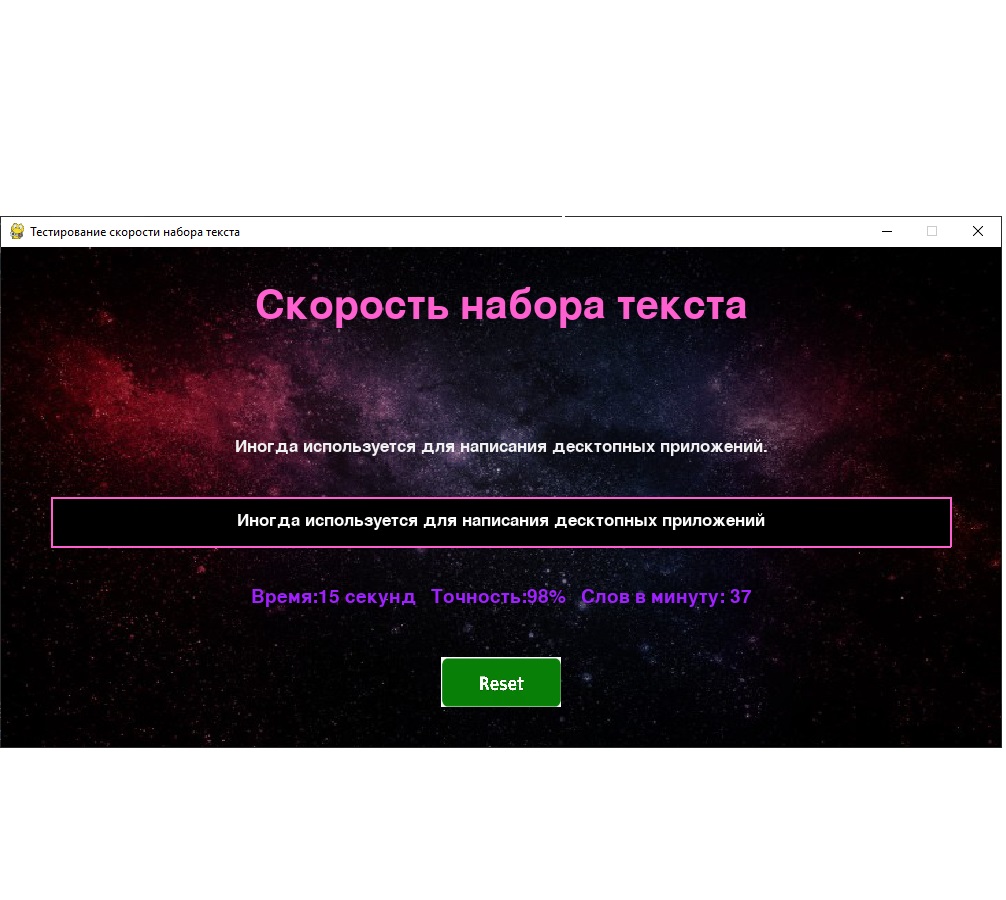 Тестирование скорости набора текста
Скорость набора текста
Иногда используется для написания десктопных приложений.
Иногда используется для написания десктопных приложений
Время:15 секунд Точность:98% Слов в минуту: 37
Reset